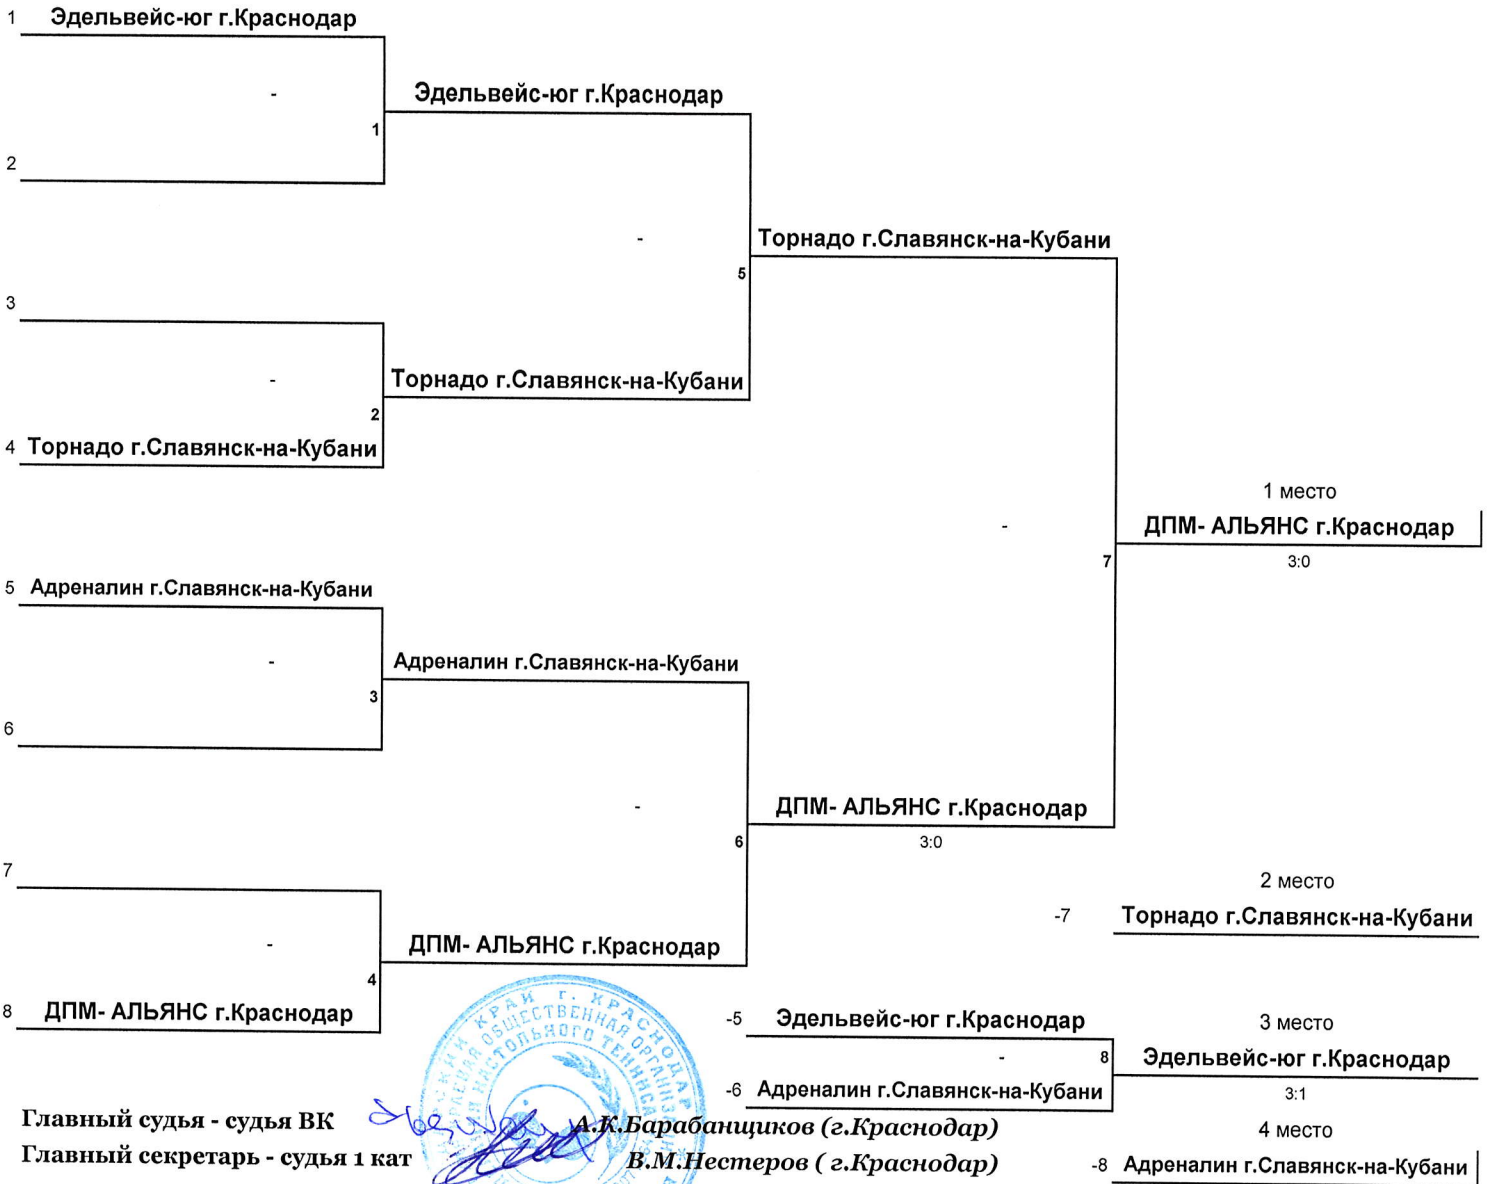 1 Эдельвейс-юг г.Краснодар
-
Эдельвейс-юг г.Краснодар
1
2
-
Торнадо г.Славянск-на-Кубани
5
3
-
Торнадо г.Славянск-на-Кубани
2
4 Торнадо г.Славянск-на-Кубани
1 место
-
ДПМ- АЛЬЯНС г.Краснодар
7
3:0
5 Адреналин г.Славянск-на-Кубани
-
Адреналин г.Славянск-на-Кубани
3
6
-
ДПМ- АЛЬЯНС г.Краснодар
6
3:0
7
2 место
-7 Торнадо г.Славянск-на-Кубани
-
ДПМ- АЛЬЯНС г.Краснодар
4
8 ДПМ- АЛЬЯНС г.Краснодар
-5 Эдельвейс-юг г.Краснодар
3 место
-
8
Эдельвейс-юг г.Краснодар
-6 Адреналин г.Славянск-на-Кубани
3:1
КРАЙ г. КРАСНОДАР
ОБЩЕСТВЕННАЯ
НАСТОЛЬНОГО ТЕННИСА
Главный судья - судья ВК А.К.Барабанщиков (г.Краснодар)
4 место
Главный секретарь - судья 1 кат В.М.Нестеров ( г.Краснодар)
-8 Адреналин г.Славянск-на-Кубани